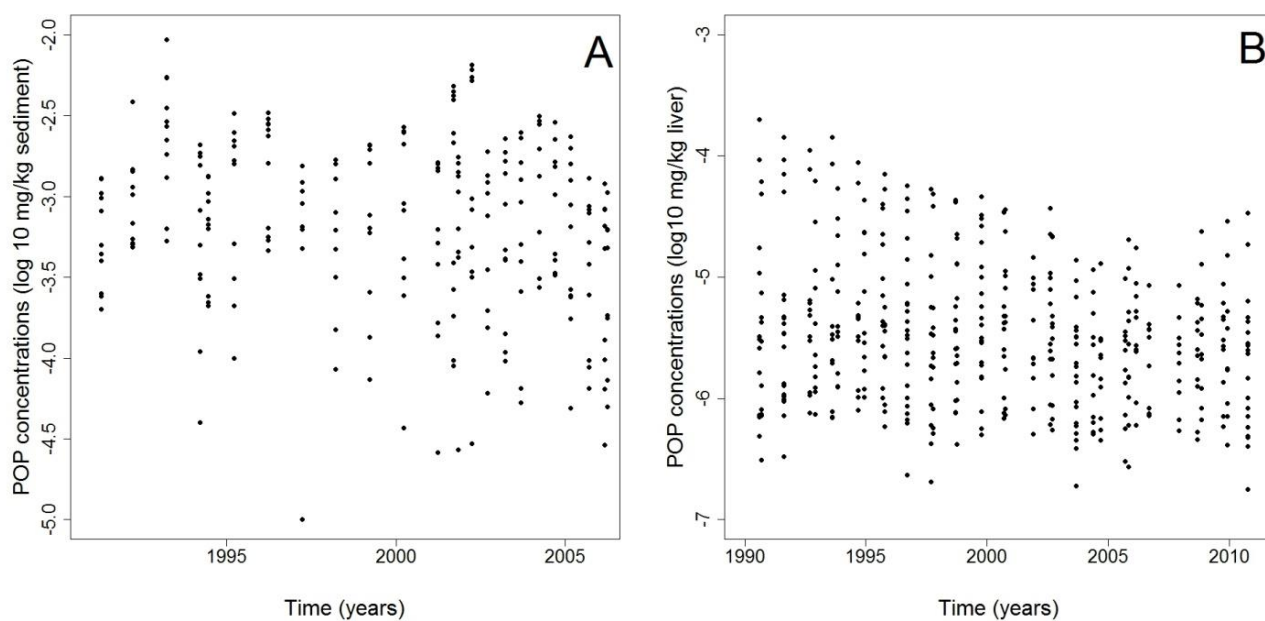 A
POP concentrations (log 10 mg/kg sediment)
-2.0
-2.5
-3.0
-3.5
-4.0
-4.5
-5.0
1995 2000 2005
Time (years)
B
POP concentrations (log10 mg/kg liver)
-3
-4
-5
-6
-7
1990 1995 2000 2005 2010
Time (years)